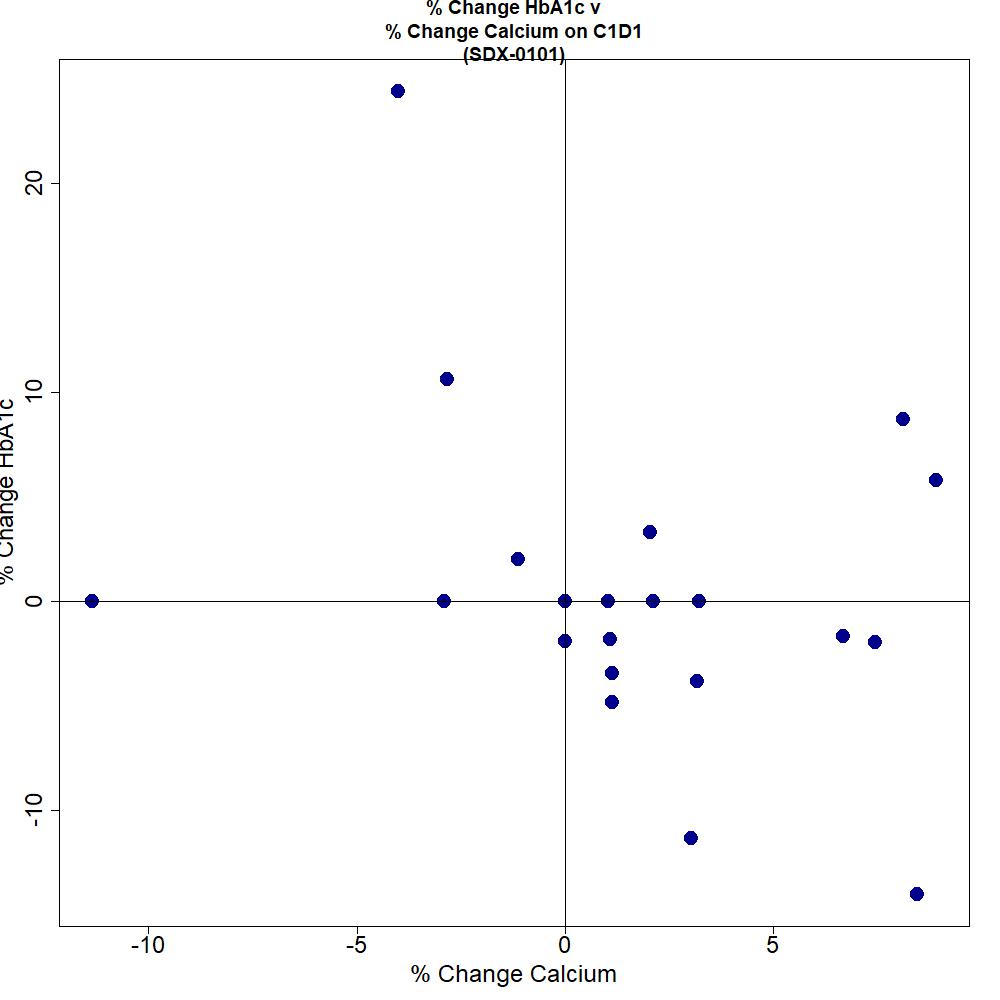 % Change HbA1c v
% Change Calcium on C1D1
(SDX-0101)
% Change HbA1c
20
10
0
-10
-10
-5
0
5
% Change Calcium